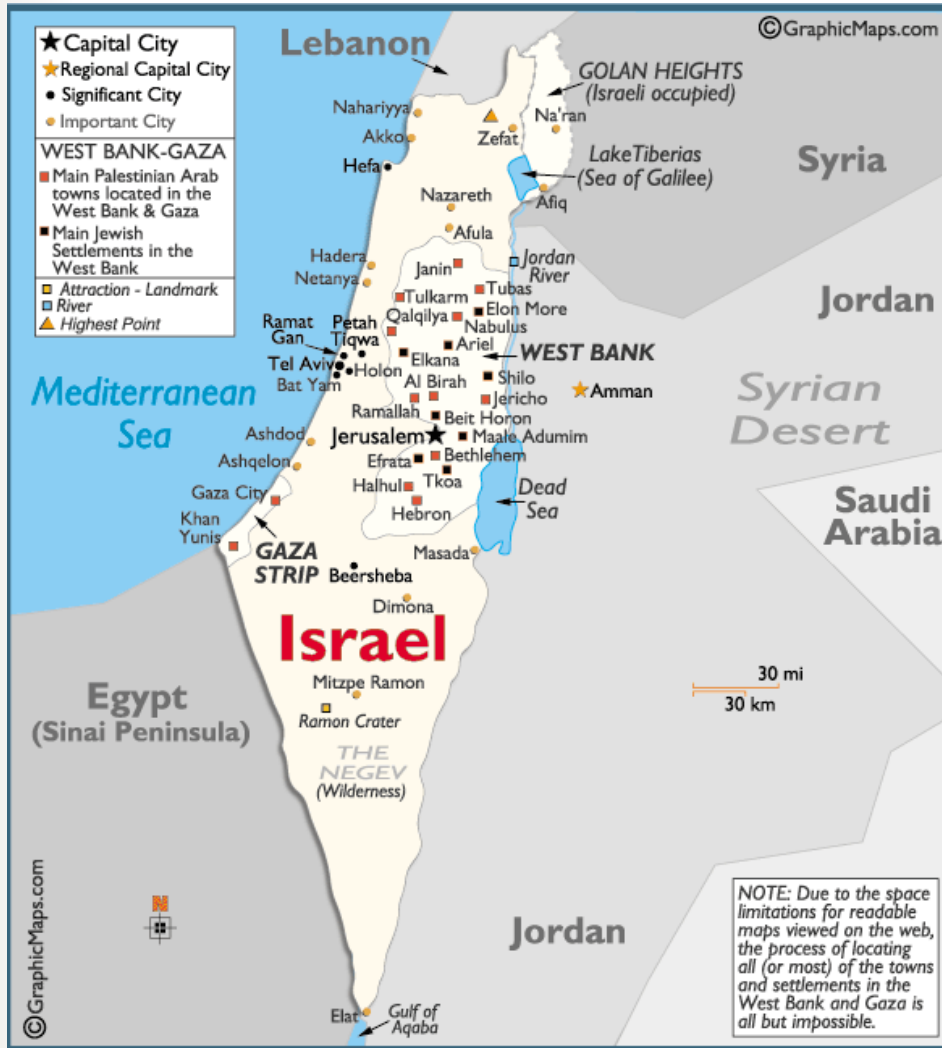 ©GraphicMaps.com
Capital City
Regional Capital City
Significant City
Important City
WEST BANK-GAZA
Main Palestinian Arab
towns located in the
West Bank & Gaza
Main Jewish
Settlements in the
West Bank
Attraction - Landmark
River
Highest Point
Lebanon
GOLAN HEIGHTS
(Israeli occupied)
Nahariyya
Na'ran
Akko
Zefat
Hefa
Lake Tiberias
(Sea of Galilee)
Syria
Nazareth
Afiq
Afula
Hadera
Janin
Jordan
River
Netanya
Tulkarm
Tubas
Jordan
Qalqilya
Elon More
Nabulus
Ramat
Gan
Petah
Tiqwa
Ariel
WEST BANK
Tel Aviv
Holon
Elkana
Bat Yam
Al Birah
Shilo
Amman
Mediterranean
Sea
Jericho
Syrian
Desert
Ramallah
Beit Horon
Ashdod
Jerusalem
Maale Adumim
Ashqelon
Efrata
Bethlehem
Tkoa
Gaza City
Halhul
Dead
Sea
Saudi
Arabia
Hebron
Khan
Yunis
GAZA
STRIP
Masada
Beersheba
Dimona
Israel
Mitzpe Ramon
30 mi
30 km
Egypt
(Sinai Peninsula)
Ramon Crater
THE
NEGEV
(Wilderness)
N
Jordan
NOTE: Due to the space
limitations for readable
maps viewed on the web,
the process of locating
all (or most) of the towns
and settlements in the
West Bank and Gaza is
all but impossible.
Elat
Gulf of
Aqaba
©GraphicMaps.com